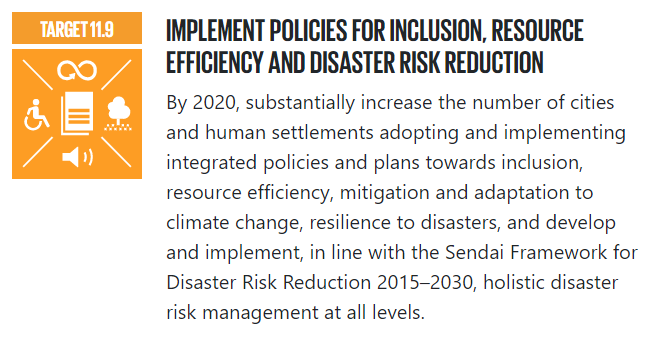 TARGET 11.9
IMPLEMENT POLICIES FOR INCLUSION, RESOURCE
EFFICIENCY AND DISASTER RISK REDUCTION
By 2020, substantially increase the number of cities
and human settlements adopting and implementing
integrated policies and plans towards inclusion,
resource efficiency, mitigation and adaptation to
climate change, resilience to disasters, and develop
and implement, in line with the Sendai Framework for
Disaster Risk Reduction 2015–2030, holistic disaster
risk management at all levels.